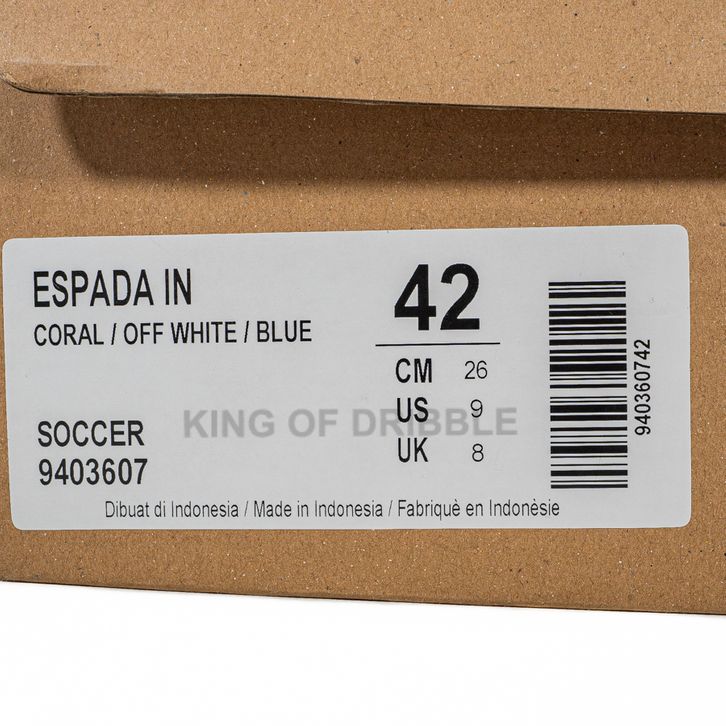 ESPADA IN
CORAL / OFF WHITE / BLUE
42
CM 26
US 9
UK 8
SOCCER
9403607
KING OF DRIBBLE
940360742
Dibuat di Indonesia / Made in Indonesia / Fabriquè en Indonèsie